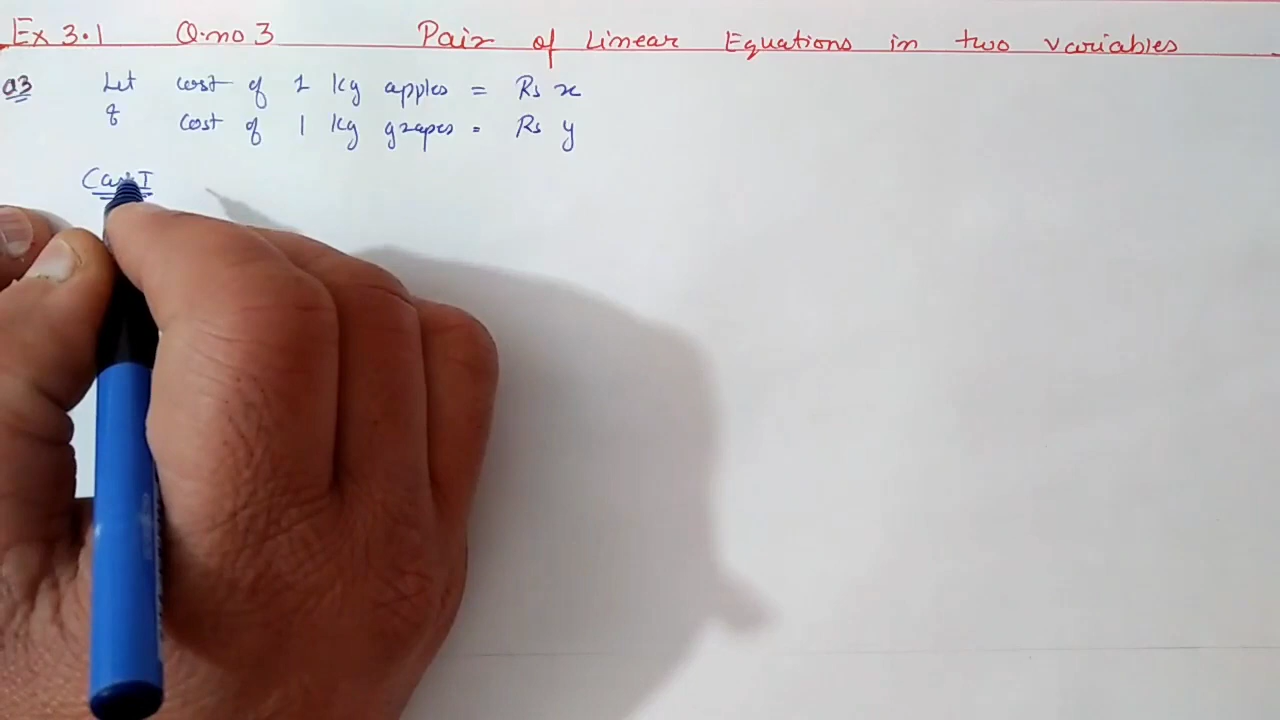 Ex 3.1 Q.no 3 Pair of Linear Equations in two variables
Q3 Let cost of 1 kg apples = Rs x
& cost of 1 kg grapes = Rs y
Case I